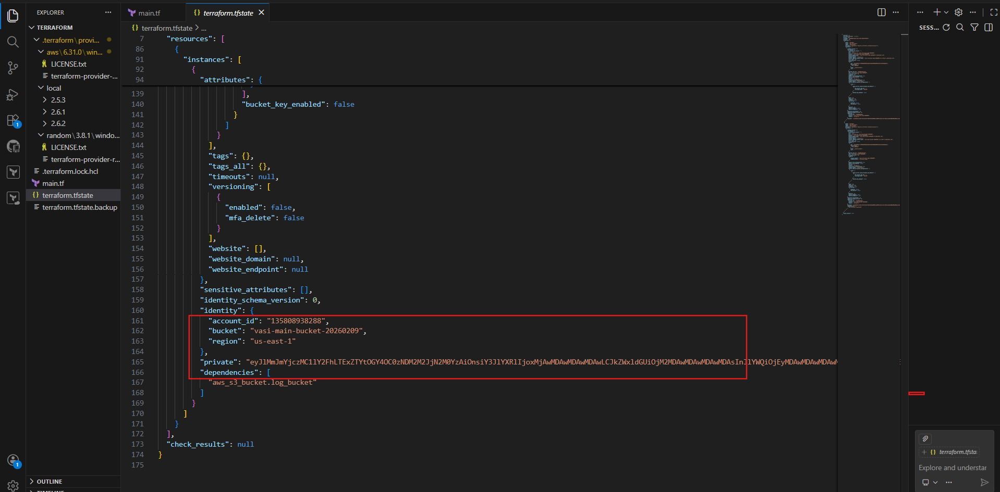 EXPLORER
TERRAFORM
.terraform\provi...
aws\6.31.0\win...
LICENSE.txt
terraform-provider-...
local
2.5.3
2.6.1
2.6.2
random\3.8.1\windo...
LICENSE.txt
terraform-provider-r...
.terraform.lock.hcl
main.tf
terraform.tfstate
terraform.tfstate.backup
OUTLINE
TIMELINE
1
1
main.tf
terraform.tfstate
terraform.tfstate > ...
7 "resources": [
86 {
91 "instances": [
92 {
94 "attributes": {
139 ],
140 "bucket_key_enabled": false
141 }
142 ]
143 }
144 ],
145 "tags": {},
146 "tags_all": {},
147 "timeouts": null,
148 "versioning": [
149 {
150 "enabled": false,
151 "mfa_delete": false
152 }
153 ],
154 "website": [],
155 "website_domain": null,
156 "website_endpoint": null
157 },
158 "sensitive_attributes": [],
159 "identity_schema_version": 0,
160 "identity": {
161 "account_id": "135808938288",
162 "bucket": "vasi-main-bucket-20260209",
163 "region": "us-east-1"
164 },
165 "private":
166 "dependencies": [
167 "aws_s3_bucket.log_bucket"
168 ]
169 }
170 ]
171 }
172 ],
173 "check_results": null
174 }
175
SESS...
terraform.tfsta
Explore and understar